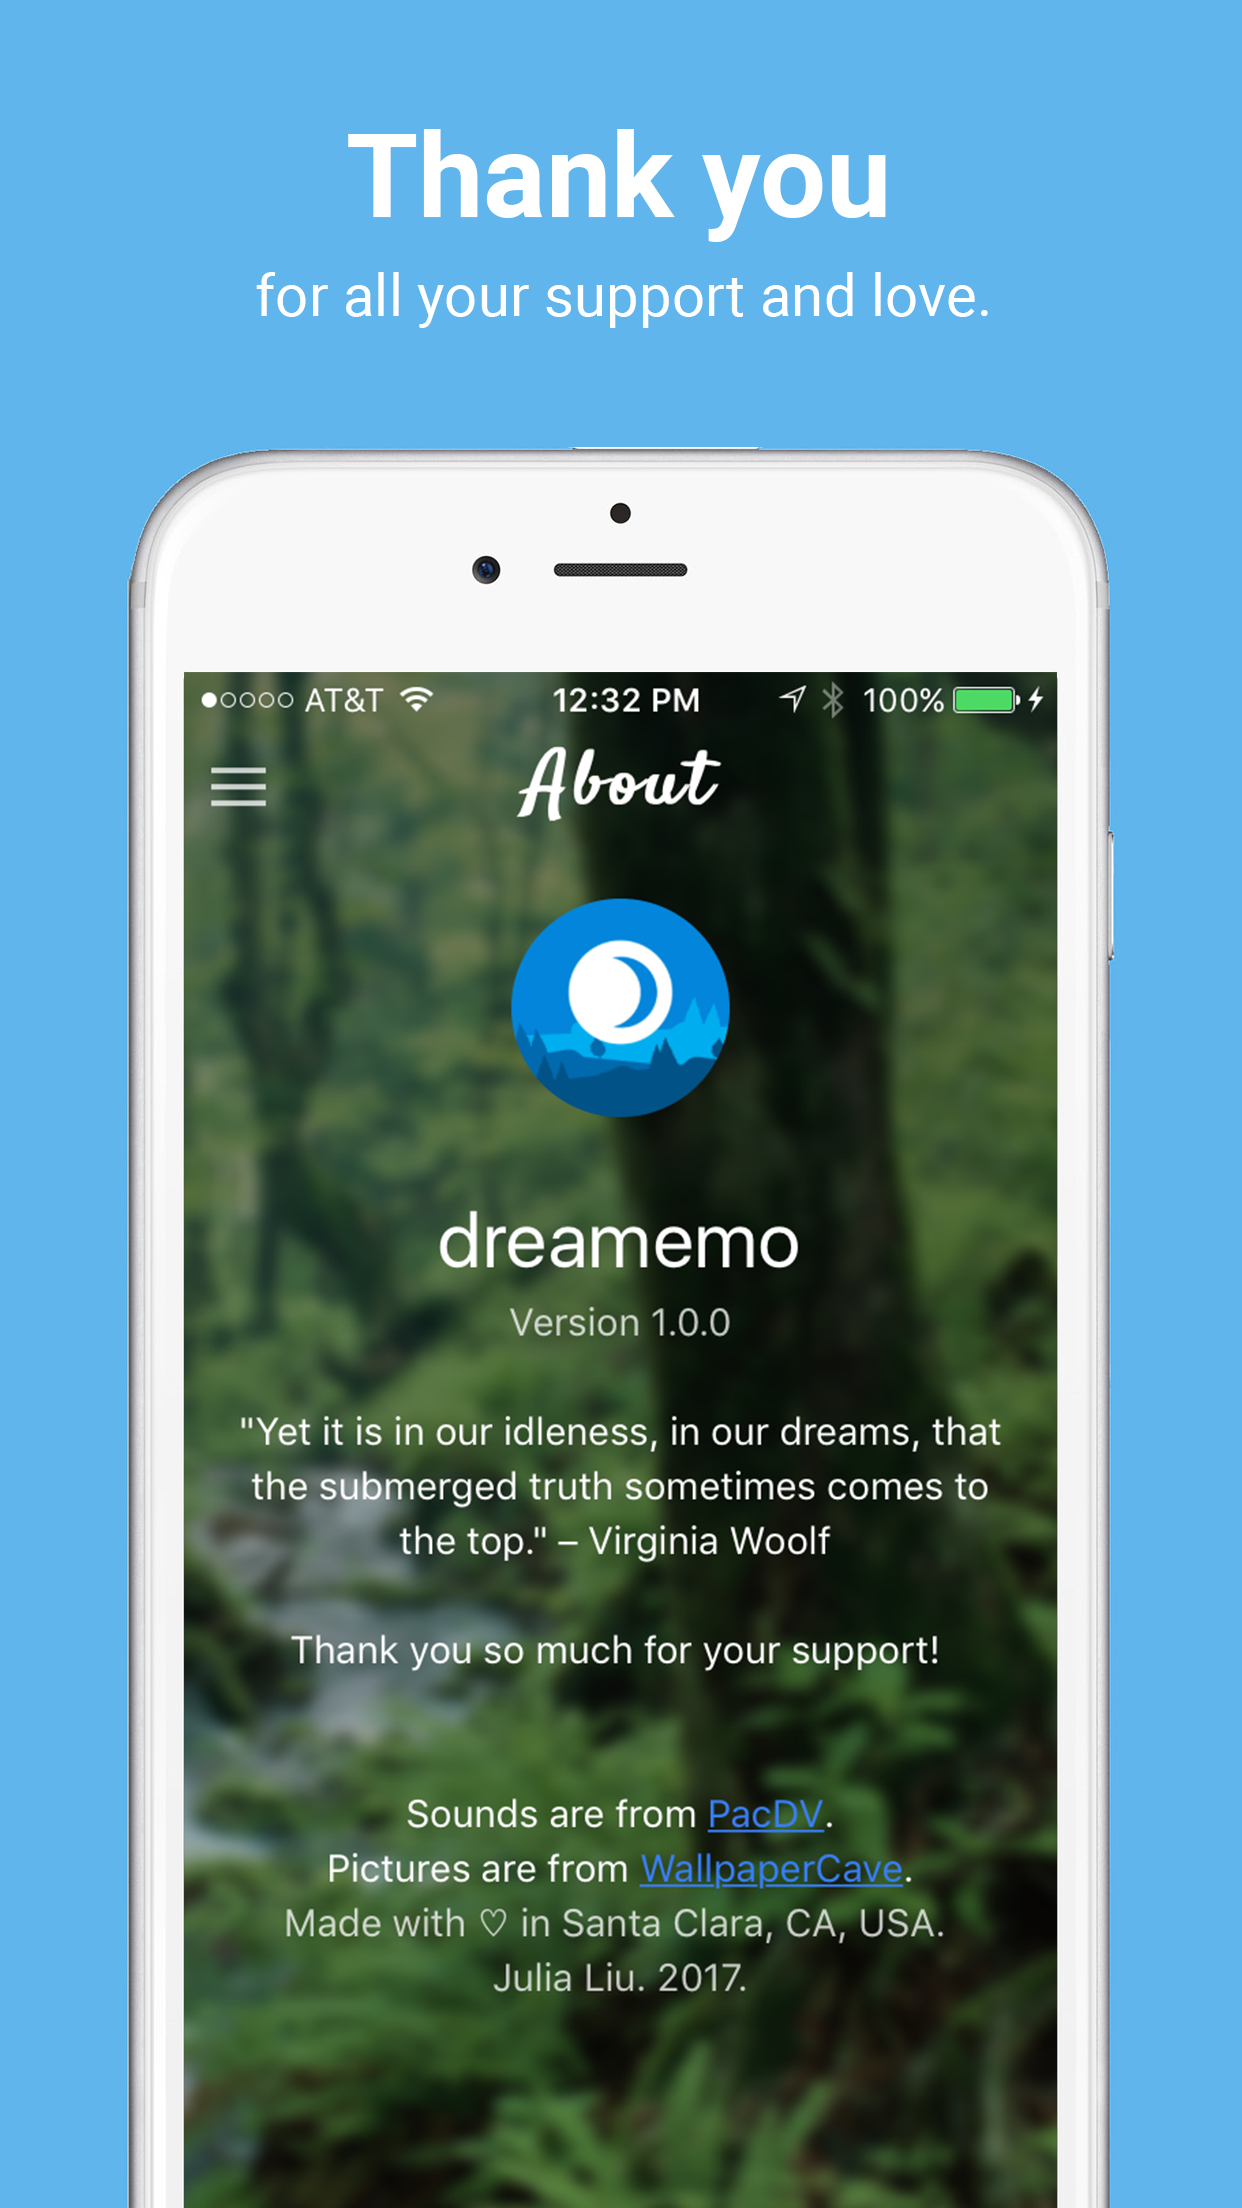 Thank you
for all your support and love.
AT&T 12:32 PM 100%
About
dreamemo
Version 1.0.0
"Yet it is in our idleness, in our dreams, that
the submerged truth sometimes comes to
the top." – Virginia Woolf
Thank you so much for your support!
Sounds are from PacDV.
Pictures are from WallpaperCave.
Made with ♡ in Santa Clara, CA, USA.
Julia Liu. 2017.